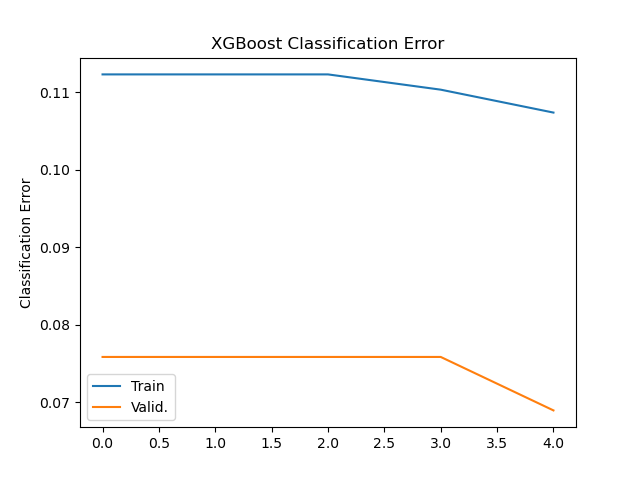 XGBoost Classification Error
Classification Error
0.11
0.10
0.09
0.08
0.07
Train
Valid.
0.0 0.5 1.0 1.5 2.0 2.5 3.0 3.5 4.0